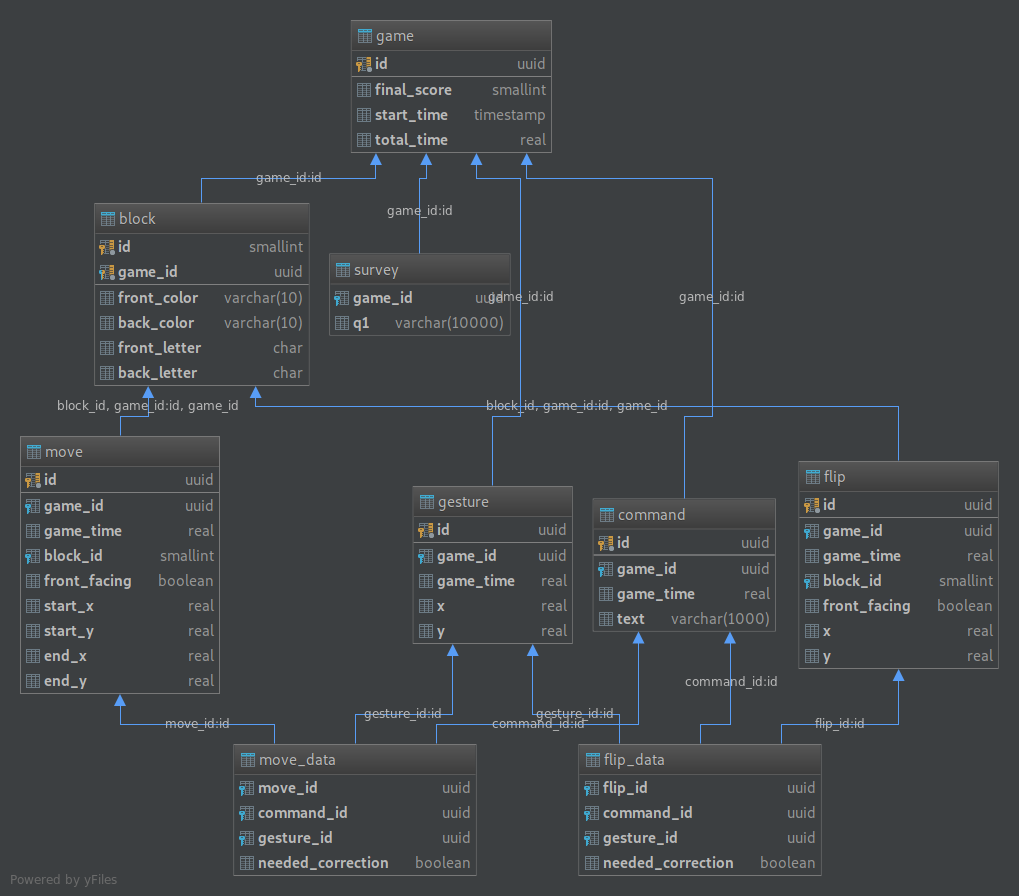 game
id uuid
final_score smallint
start_time timestamp
total_time real
game_id:id
game_id:id
game_id:id
game_id:id
block
id smallint
game_id uuid
front_color varchar(10)
back_color varchar(10)
front_letter char
back_letter char
survey
game_id uuid
q1 varchar(10000)
block_id, game_id:id, game_id
block_id, game_id:id, game_id
move
id uuid
game_id uuid
game_time real
block_id smallint
front_facing boolean
start_x real
start_y real
end_x real
end_y real
gesture
id uuid
game_id uuid
game_time real
x real
y real
command
id uuid
game_id uuid
game_time real
text varchar(1000)
flip
id uuid
game_id uuid
game_time real
block_id smallint
front_facing boolean
x real
y real
command_id:id
gesture_id:id
gesture_id:id
move_id:id
command_id:id
flip_id:id
move_data
move_id uuid
command_id uuid
gesture_id uuid
needed_correction boolean
flip_data
flip_id uuid
command_id uuid
gesture_id uuid
needed_correction boolean
Powered by yFiles